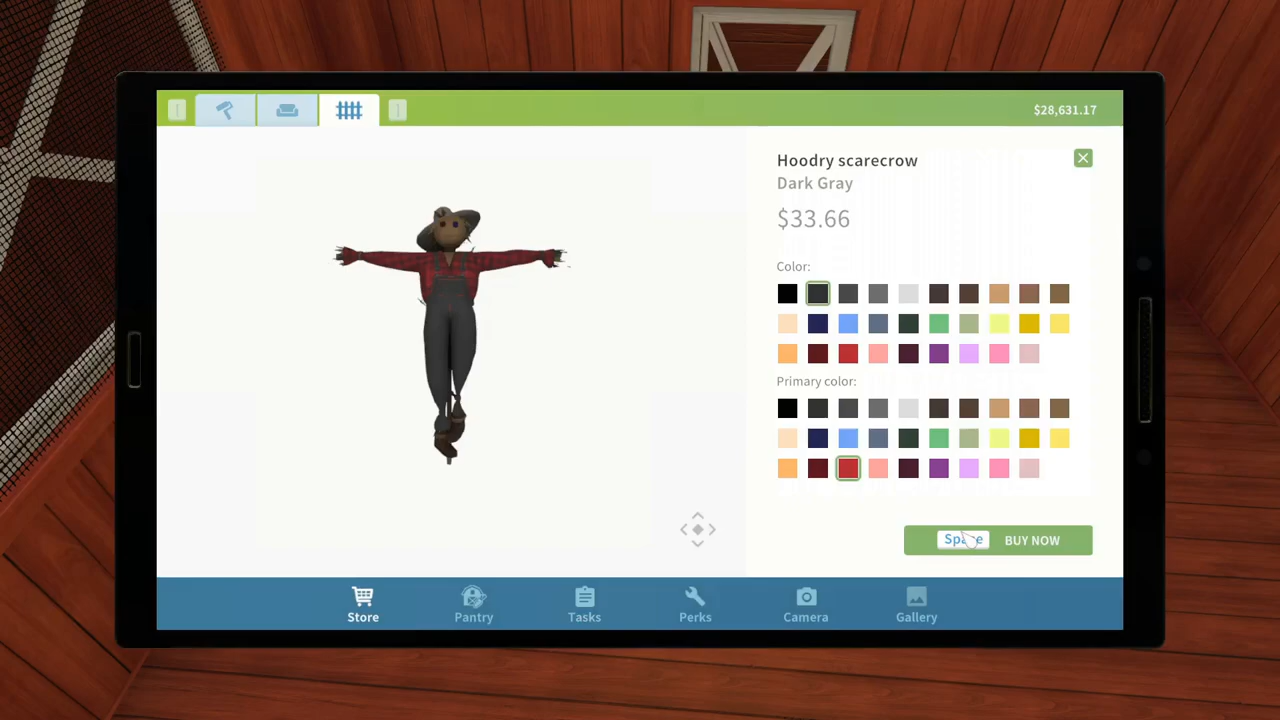 $28,631.17
Hoodry scarecrow
Dark Gray
$33.66
Color:
Primary color:
Space BUY NOW
Store Pantry Tasks Perks Camera Gallery